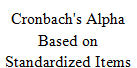 Cronbach's Alpha
Based on
Standardized Items